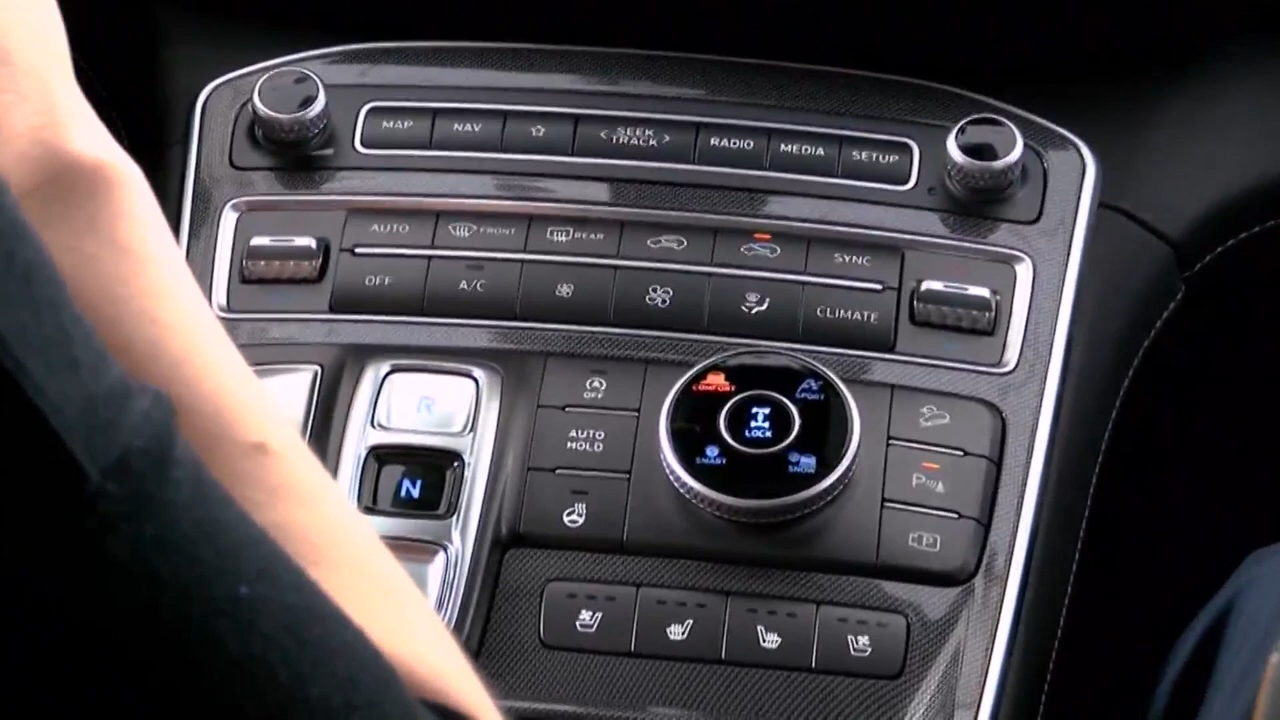 MAP
NAV
SEEK
TRACK
RADIO
MEDIA
SETUP
AUTO
FRONT
REAR
SYNC
OFF
A/C
CLIMATE
R
N
OFF
AUTO
HOLD
COMFORT
SPORT
LOCK
SMART
SNOW
P
P